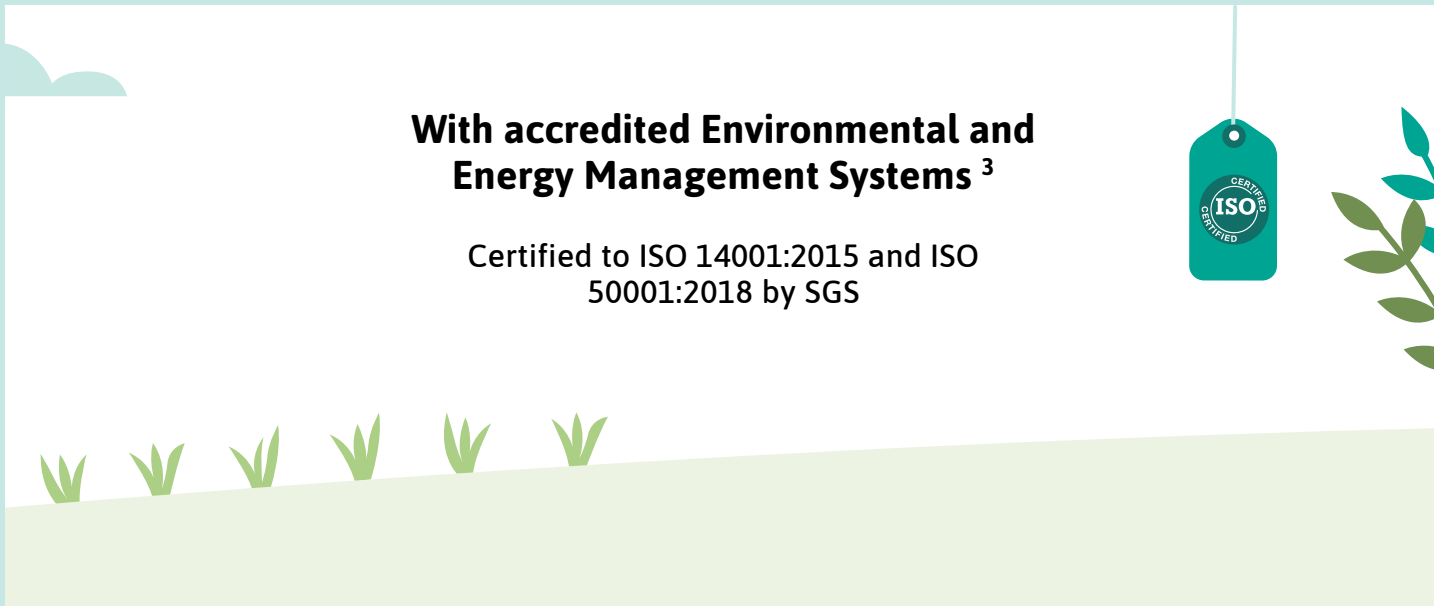 With accredited Environmental and
Energy Management Systems ³
Certified to ISO 14001:2015 and ISO
50001:2018 by SGS
CERTIFIED
ISO
CERTIFIED